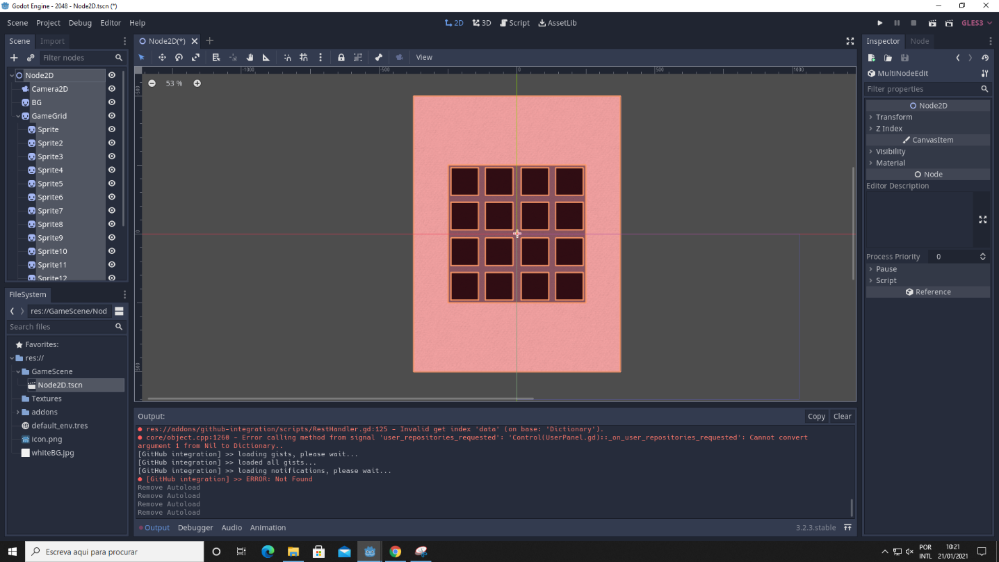 Godot Engine - 2048 - Node2D.tscn (*)
Scene Project Debug Editor Help
2D 3D Script AssetLib
GLES3
Scene Import
Filter nodes
Node2D
Camera2D
BG
GameGrid
Sprite
Sprite2
Sprite3
Sprite4
Sprite5
Sprite6
Sprite7
Sprite8
Sprite9
Sprite10
Sprite11
Sprite12
FileSystem
res://GameScene/Nod
Search files
Favorites:
res://
GameScene
Node2D.tscn
Textures
addons
default_env.tres
icon.png
whiteBG.jpg
Node2D(*)
View
-1000 -500 0 500 1000
-500
0
500
53 %
Output:
Copy Clear
res://addons/github-integration/scripts/RestHandler.gd:125 - Invalid get index 'data' (on base: 'Dictionary').
core/object.cpp:1260 - Error calling method from signal 'user_repositories_requested': 'Control(UserPanel.gd)::_on_user_repositories_requested': Cannot convert
argument 1 from Nil to Dictionary..
[GitHub integration] >> loading gists, please wait...
[GitHub integration] >> loaded all gists...
[GitHub integration] >> loading notifications, please wait...
[GitHub integration] >> ERROR: Not Found
Remove Autoload
Remove Autoload
Remove Autoload
Remove Autoload
Output Debugger Audio Animation
3.2.3.stable
Inspector Node
MultiNodeEdit
Filter properties
Node2D
Transform
Z Index
CanvasItem
Visibility
Material
Node
Editor Description
Process Priority 0
Pause
Script
Reference
Escreva aqui para procurar
POR
INTL
10:21
21/01/2021